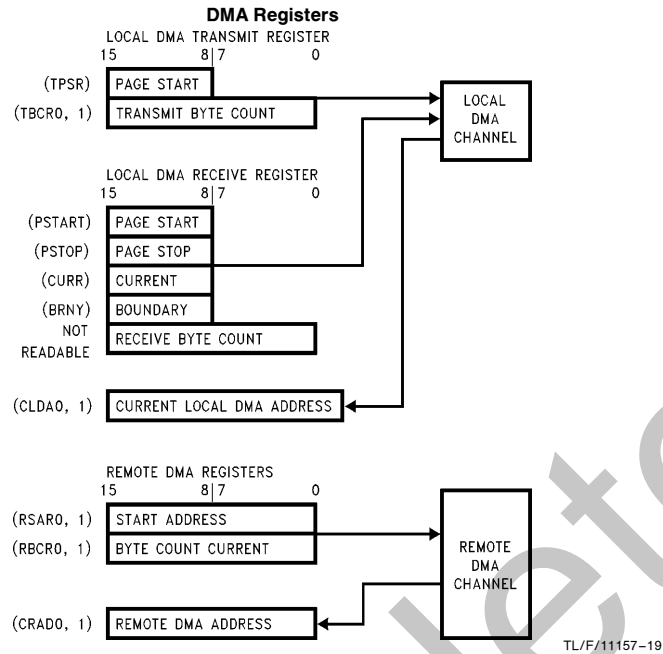 DMA Registers
LOCAL DMA TRANSMIT REGISTER
15 8|7 0
(TPSR) PAGE START
(TBCR0, 1) TRANSMIT BYTE COUNT
LOCAL
DMA
CHANNEL
LOCAL DMA RECEIVE REGISTER
15 8|7 0
(PSTART) PAGE START
(PSTOP) PAGE STOP
(CURR) CURRENT
(BRNY) BOUNDARY
NOT
READABLE
RECEIVE BYTE COUNT
(CLDA0, 1) CURRENT LOCAL DMA ADDRESS
REMOTE DMA REGISTERS
15 8|7 0
(RSAR0, 1) START ADDRESS
(RBCR0, 1) BYTE COUNT CURRENT
REMOTE
DMA
CHANNEL
(CRAD0, 1) REMOTE DMA ADDRESS
TL/F/11157–19